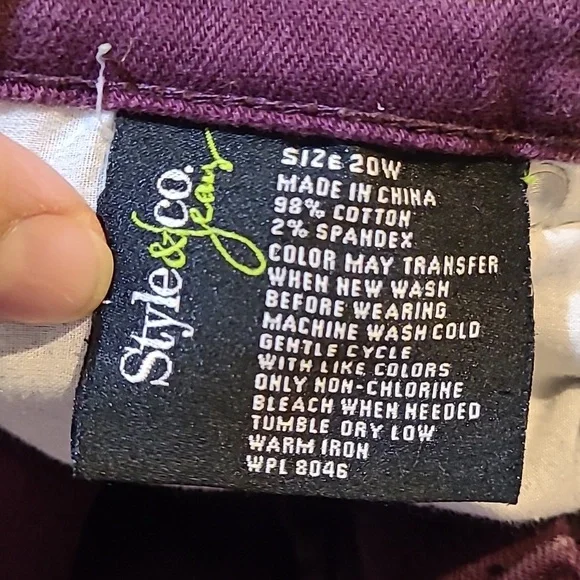 Style&co.
jeans
SIZE 20W
MADE IN CHINA
98% COTTON
2% SPANDEX
COLOR MAY TRANSFER
WHEN NEW WASH
BEFORE WEARING
MACHINE WASH COLD
GENTLE CYCLE
WITH LIKE COLORS
ONLY NON-CHLORINE
BLEACH WHEN NEEDED
TUMBLE DRY LOW
WARM IRON
WPL 8046